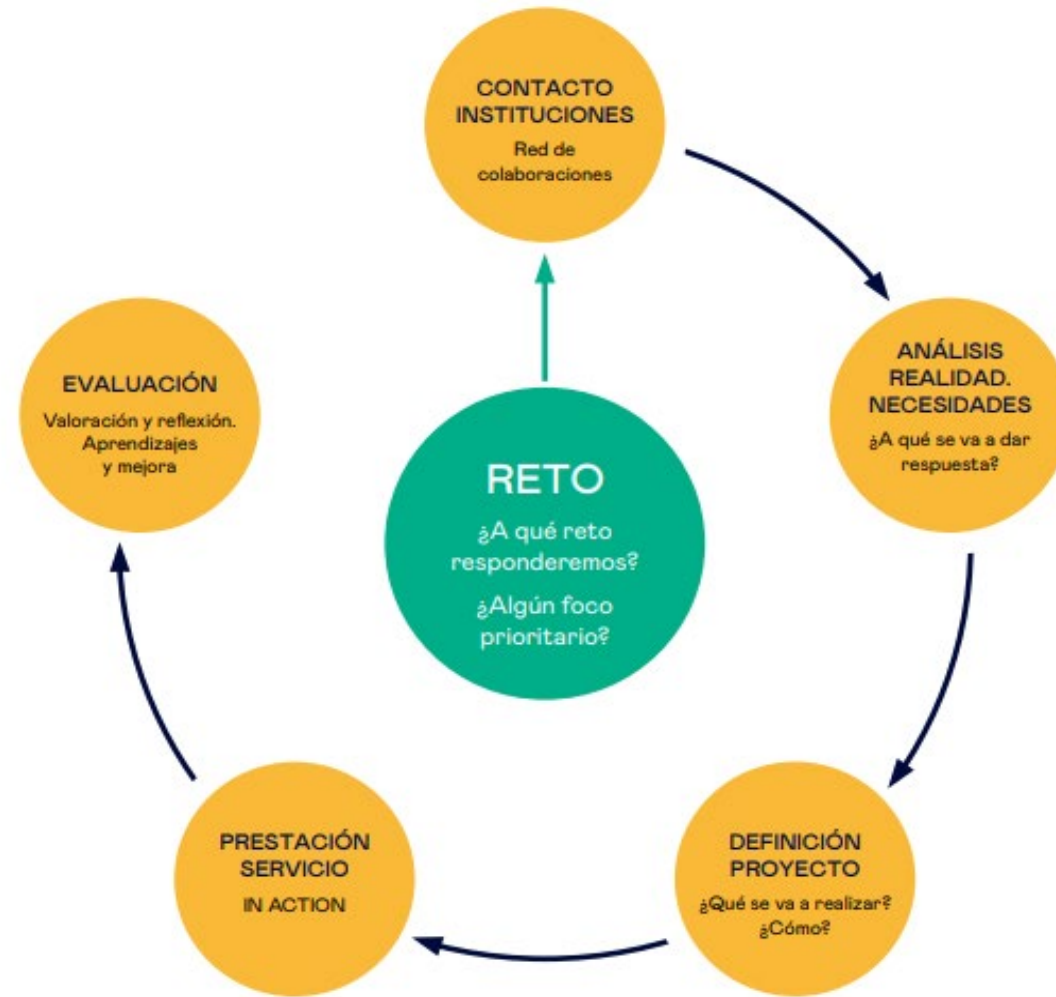 CONTACTO
INSTITUCIONES
Red de
colaboraciones
ANÁLISIS
REALIDAD.
NECESIDADES
¿A qué se va a dar
respuesta?
DEFINICIÓN
PROYECTO
¿Qué se va a realizar?
¿Cómo?
PRESTACIÓN
SERVICIO
IN ACTION
EVALUACIÓN
Valoración y reflexión.
Aprendizajes
y mejora
RETO
¿A qué reto
responderemos?
¿Algún foco
prioritario?